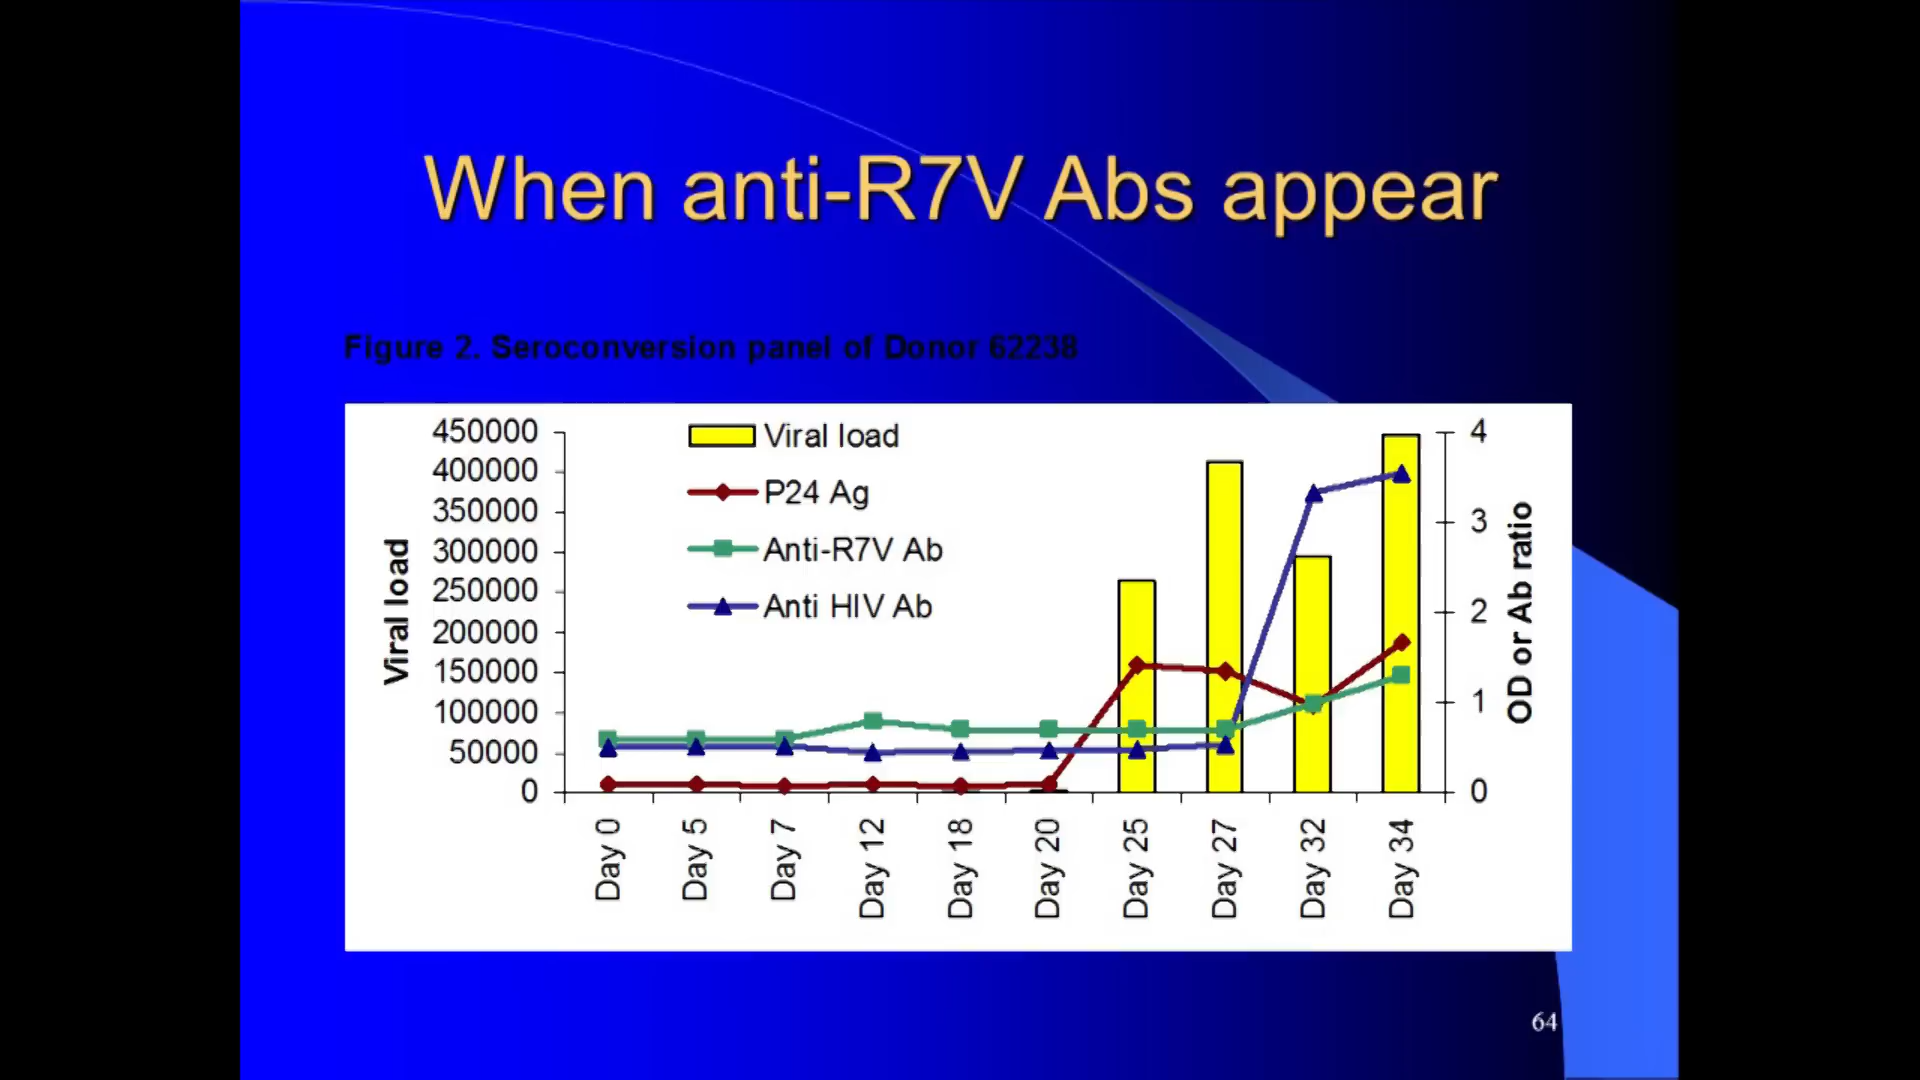 When anti-R7V Abs appear
Figure 2. Seroconversion panel of Donor 62238
Viral load
450000
400000
350000
300000
250000
200000
150000
100000
50000
0
Viral load
P24 Ag
Anti-R7V Ab
Anti HIV Ab
4
3
2
1
0
OD or Ab ratio
Day 0
Day 5
Day 7
Day 12
Day 18
Day 20
Day 25
Day 27
Day 32
Day 34
64